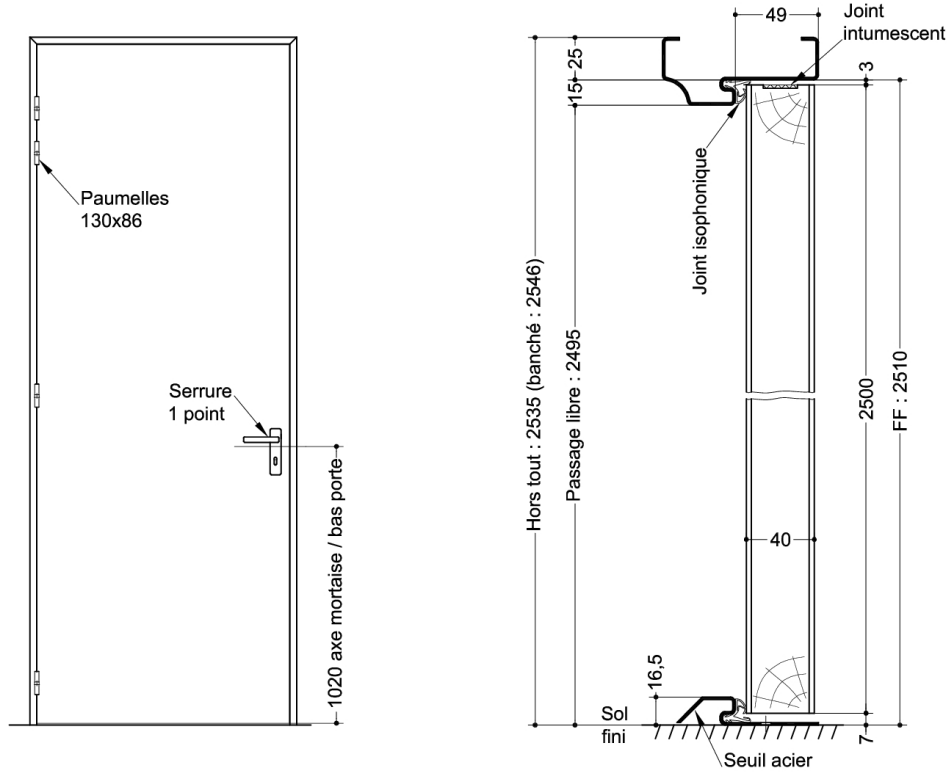 Paumelles
130x86
Serrure
1 point
1020 axe mortaise / bas porte
49
Joint
intumescent
25
15
3
Joint isophonique
Hors tout : 2535 (banché : 2546)
Passage libre : 2495
2500
FF : 2510
40
16,5
Sol
fini
7
Seuil acier